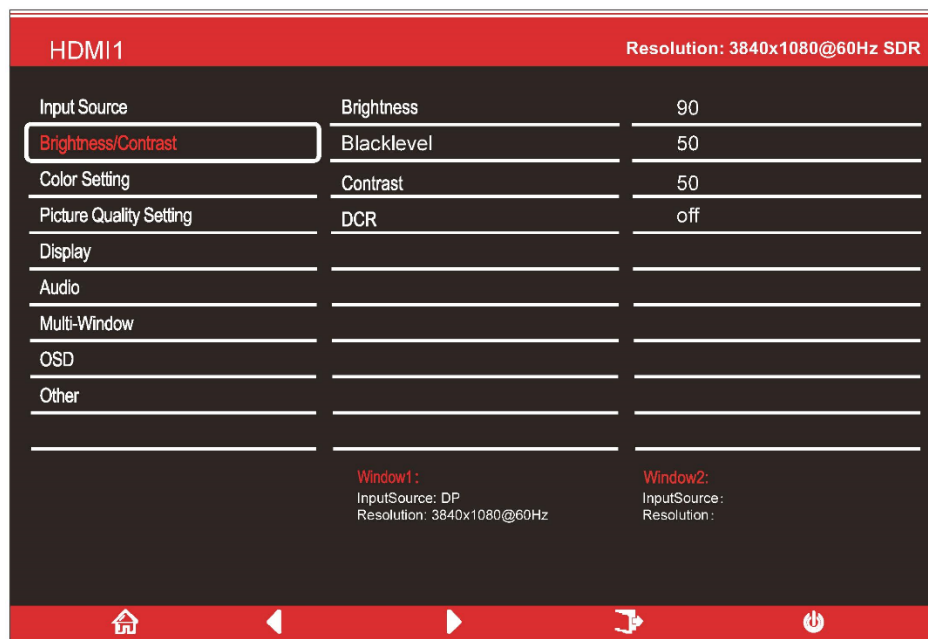 HDMI1
Resolution: 3840x1080@60Hz SDR
Input Source
Brightness/Contrast
Color Setting
Picture Quality Setting
Display
Audio
Multi-Window
OSD
Other
Brightness 90
Blacklevel 50
Contrast 50
DCR off
Window1:
InputSource: DP
Resolution: 3840x1080@60Hz
Window2:
InputSource:
Resolution: